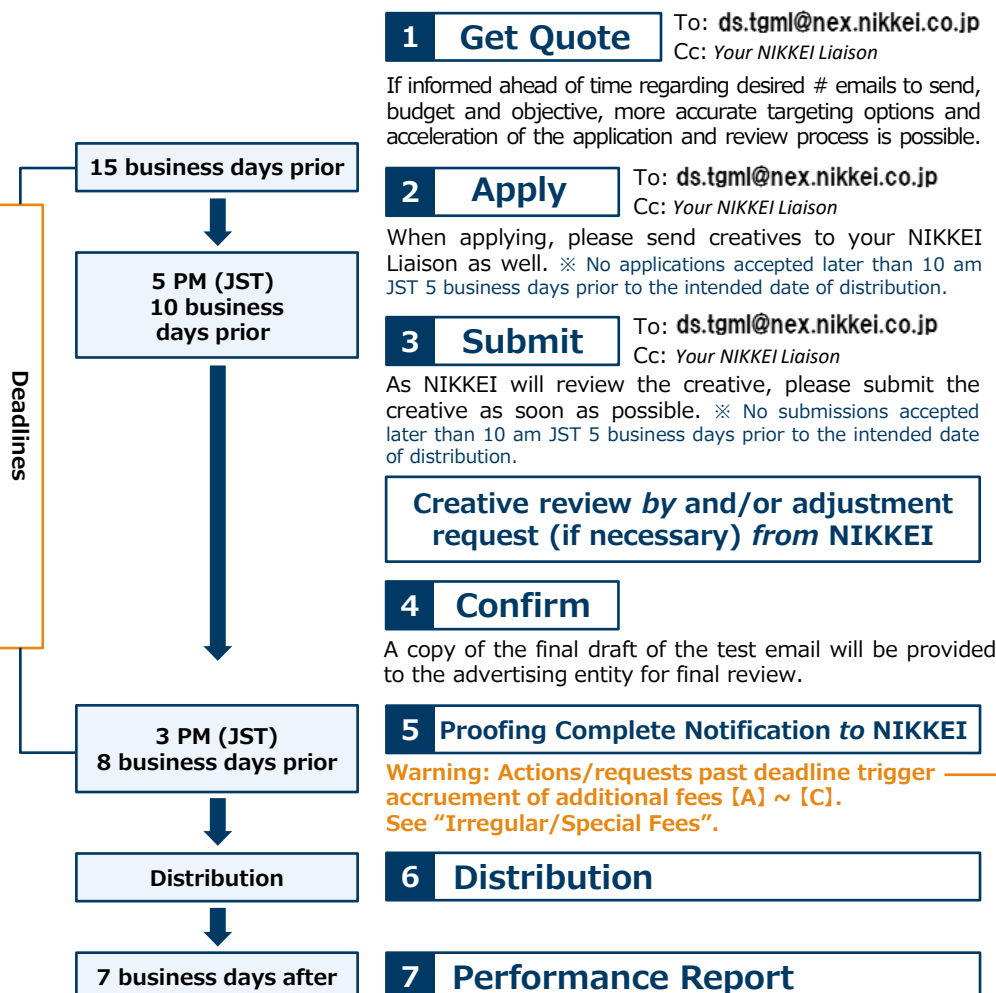 1 Get Quote
To: ds.tgml@nex.nikkei.co.jp
Cc: Your NIKKEI Liaison
If informed ahead of time regarding desired # emails to send,
budget and objective, more accurate targeting options and
acceleration of the application and review process is possible.
15 business days prior
2 Apply
To: ds.tgml@nex.nikkei.co.jp
Cc: Your NIKKEI Liaison
When applying, please send creatives to your NIKKEI
Liaison as well. ※ No applications accepted later than 10 am
JST 5 business days prior to the intended date of distribution.
5 PM (JST)
10 business
days prior
3 Submit
To: ds.tgml@nex.nikkei.co.jp
Cc: Your NIKKEI Liaison
As NIKKEI will review the creative, please submit the
creative as soon as possible. ※ No submissions accepted
later than 10 am JST 5 business days prior to the intended date
of distribution.
Deadlines
Creative review by and/or adjustment
request (if necessary) from NIKKEI
4 Confirm
A copy of the final draft of the test email will be provided
to the advertising entity for final review.
3 PM (JST)
8 business days prior
5 Proofing Complete Notification to NIKKEI
Warning: Actions/requests past deadline trigger
accruement of additional fees【A】~【C】.
See “Irregular/Special Fees”.
Distribution
6 Distribution
7 business days after
7 Performance Report